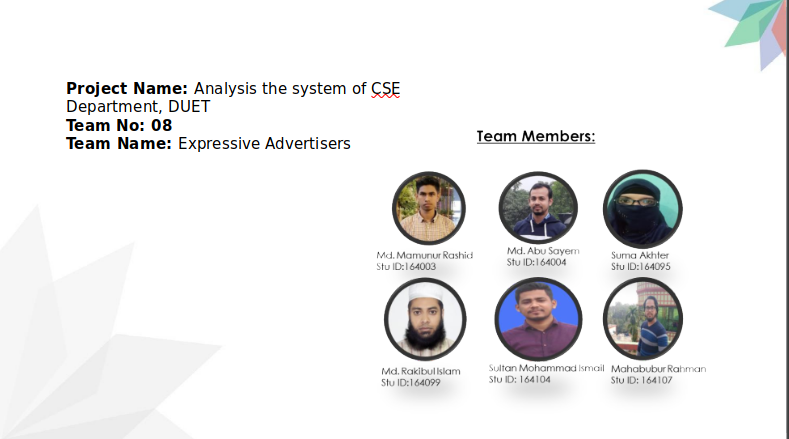 Project Name: Analysis the system of CSE
Department, DUET
Team No: 08
Team Name: Expressive Advertisers
Team Members:
Md. Mamunur Rashid
Stu ID:164003
Md. Abu Sayem
Stu ID:164004
Suma Akhter
Stu ID:164095
Md. Rakibul Islam
Stu ID:164099
Sultan Mohammad Ismail
Stu ID: 164104
Mahabubur Rahman
Stu ID: 164107